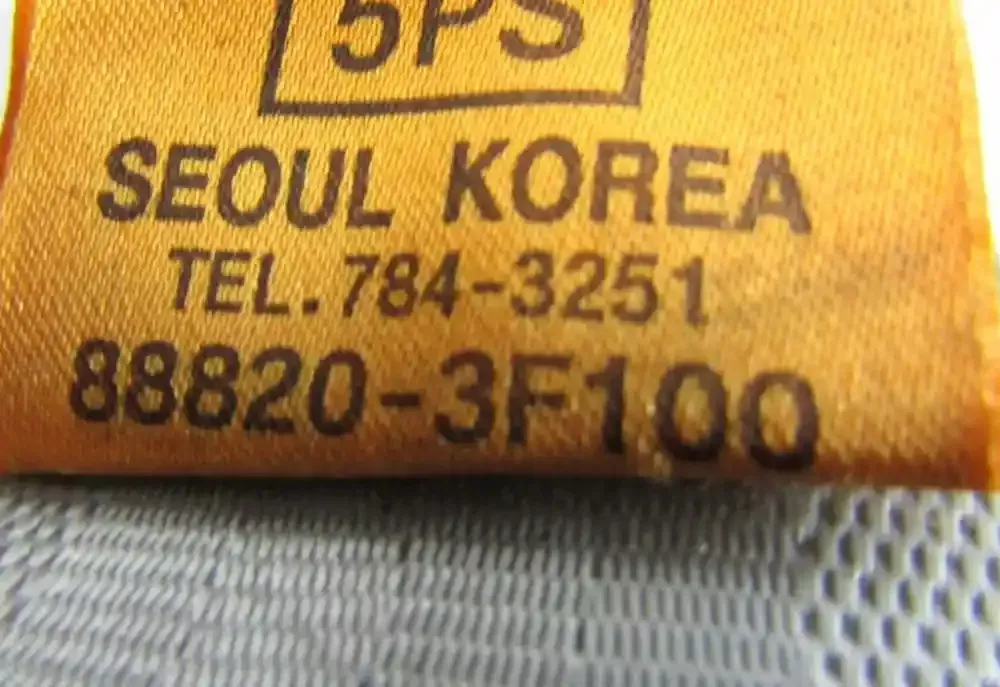 5PS
SEOUL KOREA
TEL.784-3251
88820-3F100